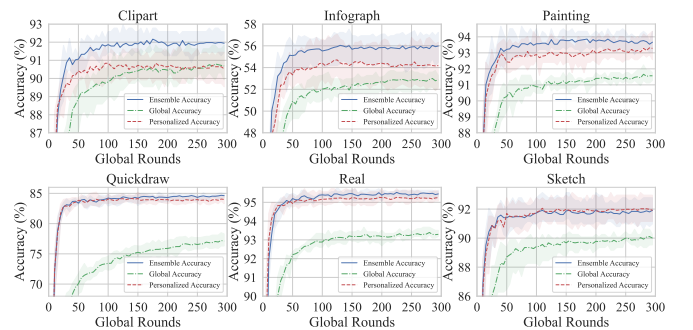 Clipart
Accuracy (%)
92
91
90
89
88
87
0 50 100 150 200 250 300
Global Rounds
Ensemble Accuracy
Global Accuracy
Personalized Accuracy
Infograph
Accuracy (%)
58
56
54
52
50
48
0 50 100 150 200 250 300
Global Rounds
Ensemble Accuracy
Global Accuracy
Personalized Accuracy
Painting
Accuracy (%)
94
93
92
91
90
89
88
0 50 100 150 200 250 300
Global Rounds
Ensemble Accuracy
Global Accuracy
Personalized Accuracy
Quickdraw
Accuracy (%)
85
80
75
70
0 50 100 150 200 250 300
Global Rounds
Ensemble Accuracy
Global Accuracy
Personalized Accuracy
Real
Accuracy (%)
95
94
93
92
91
90
0 50 100 150 200 250 300
Global Rounds
Ensemble Accuracy
Global Accuracy
Personalized Accuracy
Sketch
Accuracy (%)
92
90
88
86
0 50 100 150 200 250 300
Global Rounds
Ensemble Accuracy
Global Accuracy
Personalized Accuracy